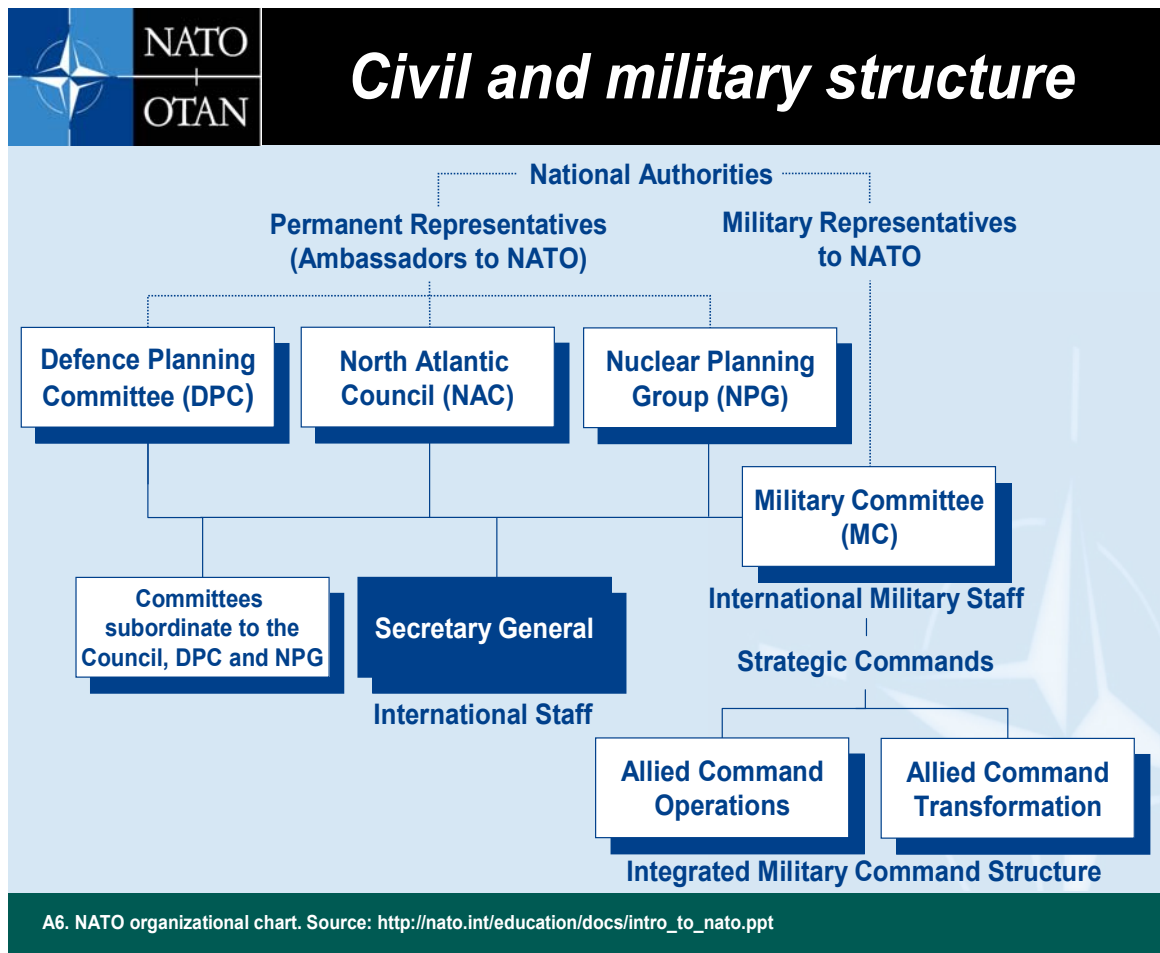 NATO
OTAN
Civil and military structure
National Authorities
Permanent Representatives
(Ambassadors to NATO)
Military Representatives
to NATO
Defence Planning
Committee (DPC)
North Atlantic
Council (NAC)
Nuclear Planning
Group (NPG)
Military Committee
(MC)
Committees
subordinate to the
Council, DPC and NPG
Secretary General
International Staff
International Military Staff
Strategic Commands
Allied Command
Operations
Allied Command
Transformation
Integrated Military Command Structure
A6. NATO organizational chart. Source: http://nato.int/education/docs/intro_to_nato.ppt